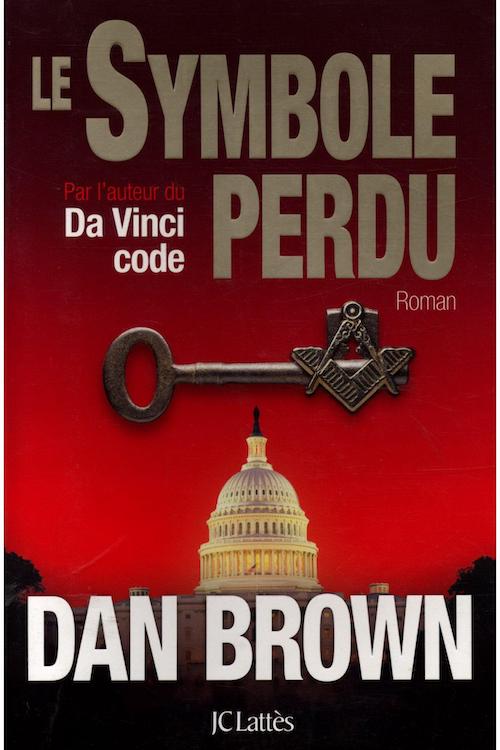 LE SYMBOLE
PERDU
Par l'auteur du
Da Vinci
code
Roman
DAN BROWN
JC Lattès